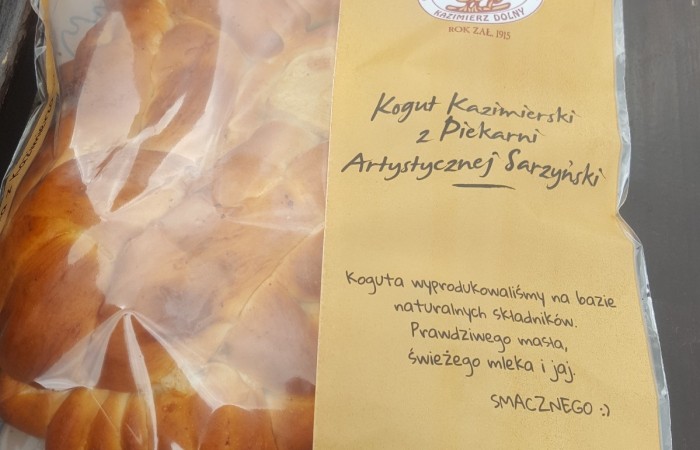 KAZIMIERZ DOLNY
ROK ZAŁ. 1915
Kogut Kazimierski
z Piekarni
Artystycznej Sarzyński
Koguta wyprodukowaliśmy na bazie
naturalnych składników.
Prawdziwego masła,
świeżego mleka i jaj.
SMACZNEGO :)